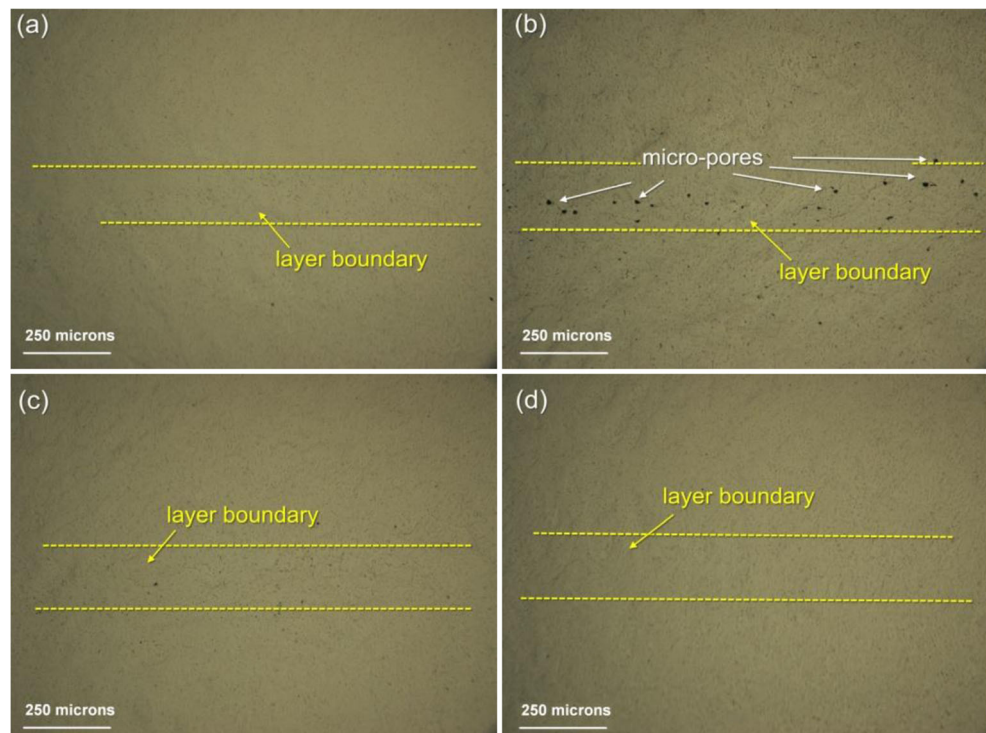 (a)
layer boundary
250 microns
(b)
micro-pores
layer boundary
250 microns
(c)
layer boundary
250 microns
(d)
layer boundary
250 microns